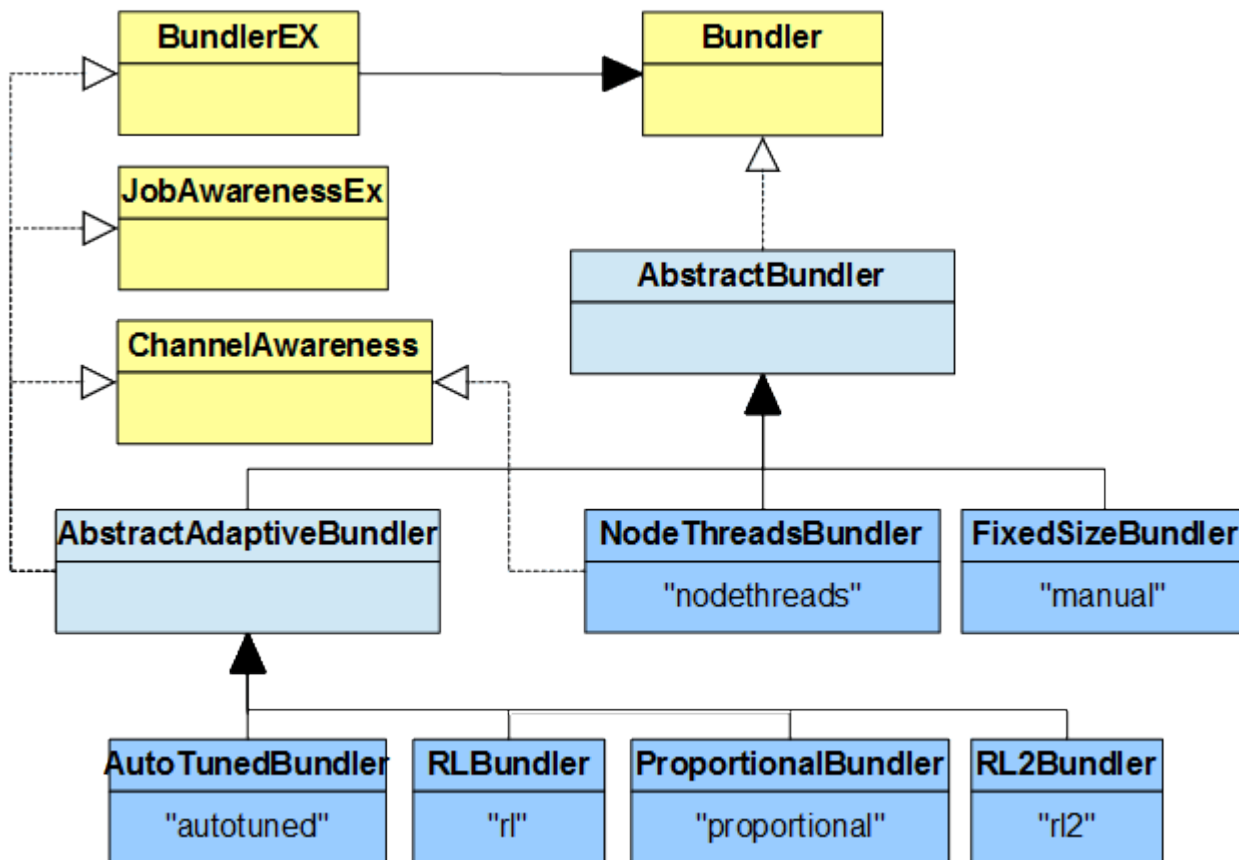 BundlerEX
Bundler
JobAwarenessEx
AbstractBundler
ChannelAwareness
AbstractAdaptiveBundler
NodeThreadsBundler
"nodethreads"
FixedSizeBundler
"manual"
AutoTunedBundler
"autotuned"
RLBundler
"rl"
ProportionalBundler
"proportional"
RL2Bundler
"rl2"